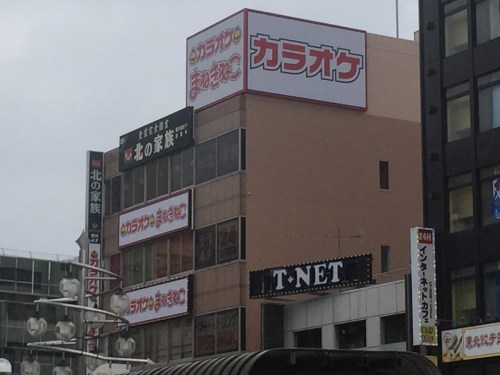 カラオケ
まねきねこ
カラオケ
北の家族
北の家族
カラオケ
まねきねこ
カラオケ
まねきねこ
T・NET
24H
インターネットカフェ